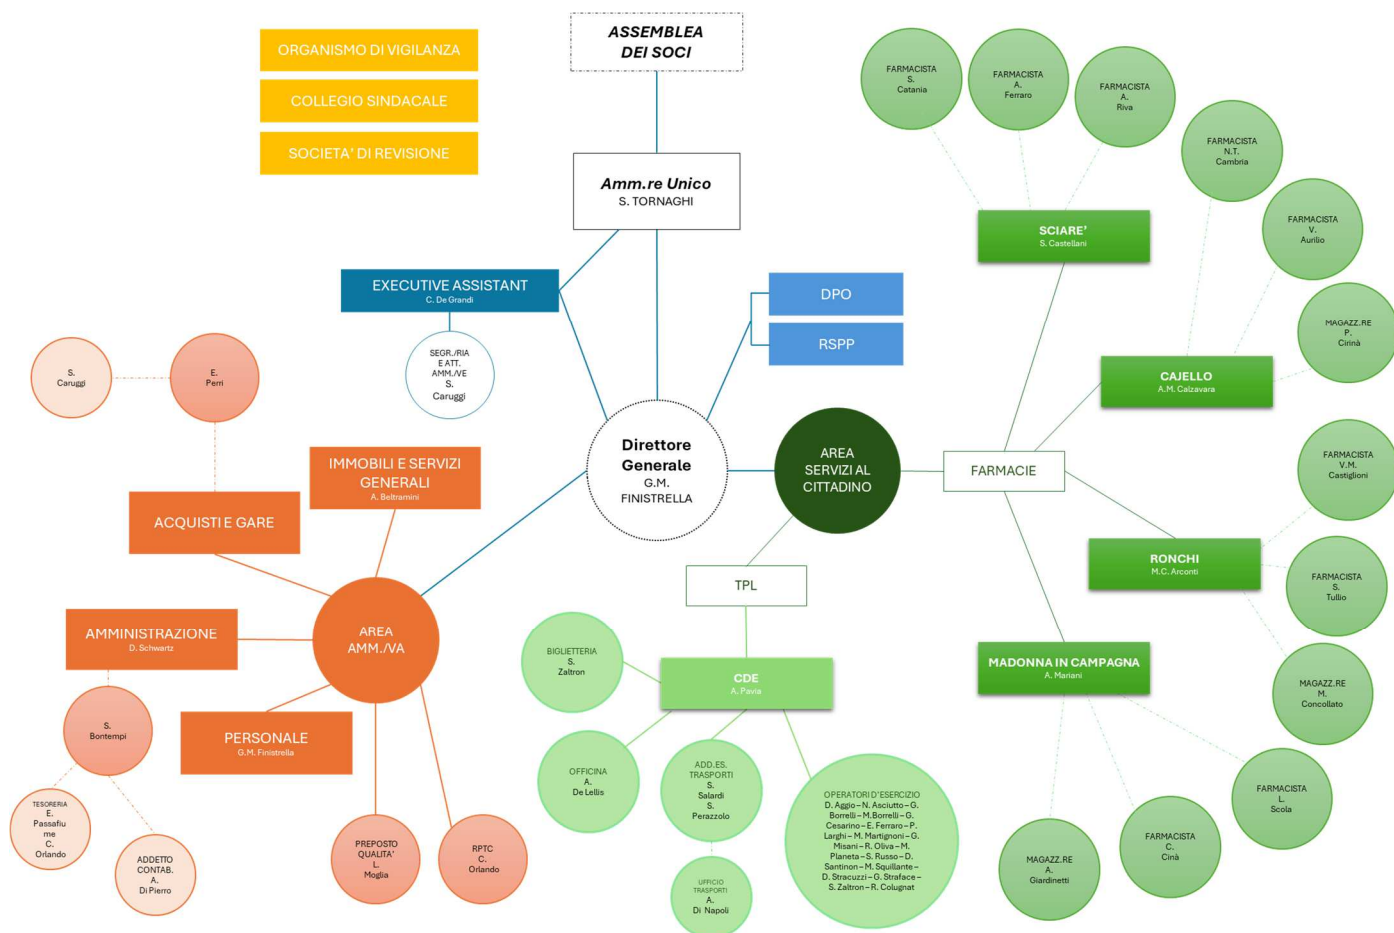 ORGANISMO DI VIGILANZA
COLLEGIO SINDACALE
SOCIETA' DI REVISIONE
ASSEMBLEA
DEI SOCI
Amm.re Unico
S. TORNAGHI
EXECUTIVE ASSISTANT
C. De Grandi
SEGR./RIA
E ATT.
AMM./VE
S.
Caruggi
DPO
RSPP
Direttore
Generale
G.M.
FINISTRELLA
AREA
SERVIZI AL
CITTADINO
S.
Caruggi
E.
Perri
IMMOBILI E SERVIZI
GENERALI
A. Beltramini
ACQUISTI E GARE
AMMINISTRAZIONE
D. Schwartz
AREA
AMM./VA
PERSONALE
G.M. Finistrella
S.
Bontempi
TESORERIA
E.
Passafiu
me
C.
Orlando
ADDETTO
CONTAB.
A.
Di Pierro
PREPOSTO
QUALITA'
L.
Moglia
RPTC
C.
Orlando
TPL
CDE
A. Pavia
BIGLIETTERIA
S.
Zaltron
OFFICINA
A.
De Lellis
ADD.ES.
TRASPORTI
S.
Salardi
S.
Perazzolo
UFFICIO
TRASPORTI
A.
Di Napoli
OPERATORI D'ESERCIZIO
D. Aggio – N. Asciutto – G.
Borrelli – M.Borrelli – G.
Cesarino – E. Ferraro – P.
Larghi – M. Martignoni – G.
Misani – R. Oliva – M.
Planeta – S. Russo – D.
Santinon – M. Squillante –
D. Stracuzzi – G. Straface –
S. Zaltron – R. Colugnat
FARMACIE
FARMACISTA
S.
Catania
FARMACISTA
A.
Ferraro
FARMACISTA
A.
Riva
SCIARE'
S. Castellani
FARMACISTA
N.T.
Cambria
FARMACISTA
V.
Aurilio
MAGAZZ.RE
P.
Cirinà
CAJELLO
A.M. Calzavara
FARMACISTA
V.M.
Castiglioni
RONCHI
M.C. Arconti
FARMACISTA
S.
Tullio
MAGAZZ.RE
M.
Concollato
MADONNA IN CAMPAGNA
A. Mariani
FARMACISTA
L.
Scola
FARMACISTA
C.
Cinà
MAGAZZ.RE
A.
Giardinetti